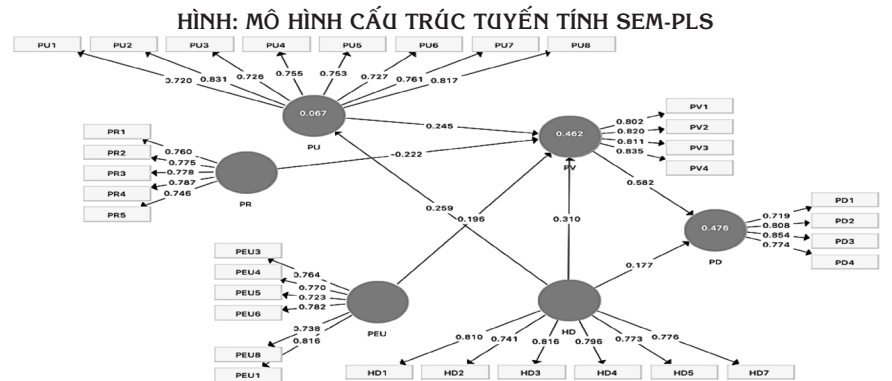 HÌNH: MÔ HÌNH CẤU TRÚC TUYẾN TÍNH SEM-PLS
PU1 PU2 PU3 PU4 PU5 PU6 PU7 PU8
0.720 0.831 0.726 0.755 0.753 0.727 0.761 0.817
0.067
PU
PR1
PR2
PR3
PR4
PR5
0.760
0.775
0.778
0.787
0.746
PR
0.245
-0.222
0.462
PV
0.802
0.820
0.811
0.835
PV1
PV2
PV3
PV4
0.582
0.259
0.196
0.310
0.177
0.476
PD
0.719
0.808
0.854
0.774
PD1
PD2
PD3
PD4
PEU3
PEU4
PEU5
PEU6
PEU8
PEU1
0.764
0.770
0.723
0.782
0.738
0.816
PEU
HD
0.810 0.741 0.816 0.796 0.773 0.776
HD1 HD2 HD3 HD4 HD5 HD7